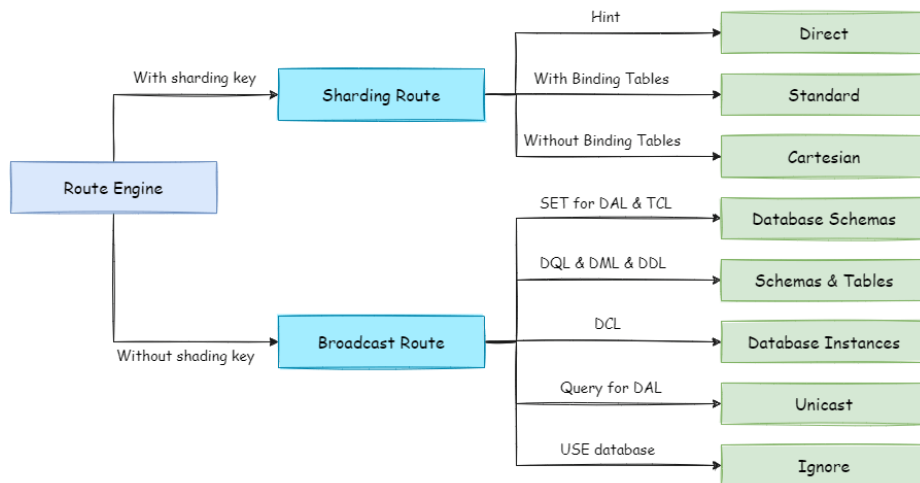 Hint
Direct
With sharding key
With Binding Tables
Sharding Route
Standard
Without Binding Tables
Cartesian
Route Engine
SET for DAL & TCL
Database Schemas
DQL & DML & DDL
Schemas & Tables
DCL
Without shading key
Broadcast Route
Database Instances
Query for DAL
Unicast
USE database
Ignore